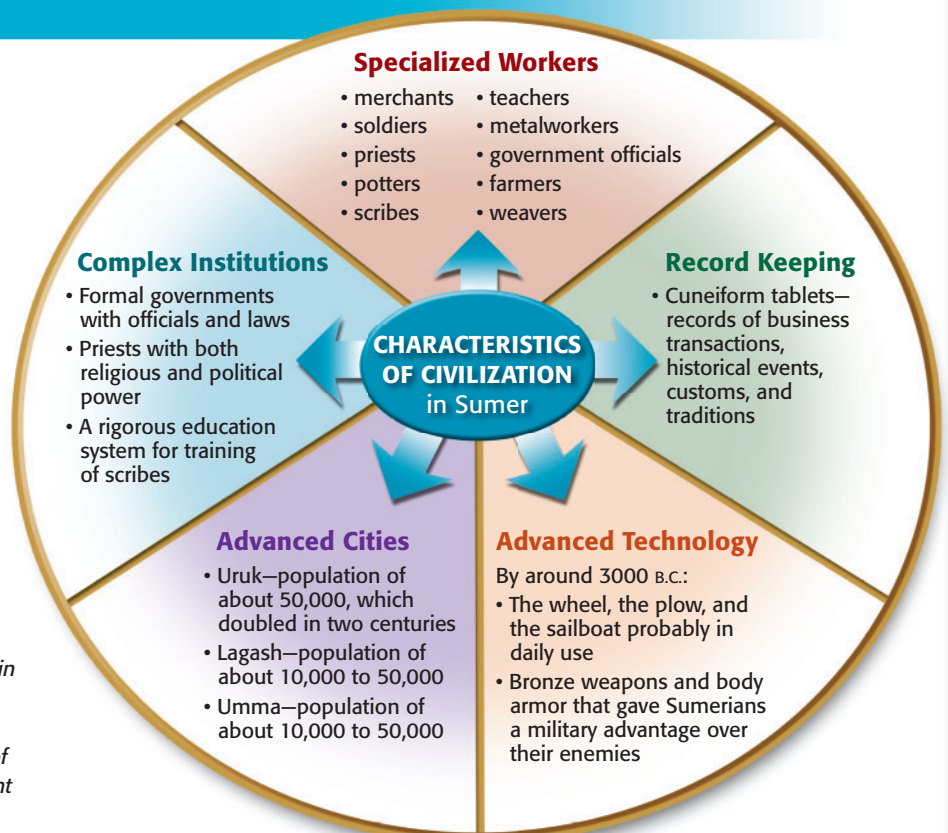 Specialized Workers
• merchants
• soldiers
• priests
• potters
• scribes
• teachers
• metalworkers
• government officials
• farmers
• weavers
Complex Institutions
• Formal governments
with officials and laws
• Priests with both
religious and political
power
• A rigorous education
system for training
of scribes
CHARACTERISTICS
OF CIVILIZATION
in Sumer
Record Keeping
• Cuneiform tablets—
records of business
transactions,
historical events,
customs, and
traditions
Advanced Cities
• Uruk—population of
about 50,000, which
doubled in two centuries
• Lagash—population of
about 10,000 to 50,000
• Umma—population of
about 10,000 to 50,000
Advanced Technology
By around 3000 B.C.:
• The wheel, the plow, and
the sailboat probably in
daily use
• Bronze weapons and body
armor that gave Sumerians
a military advantage over
their enemies
in